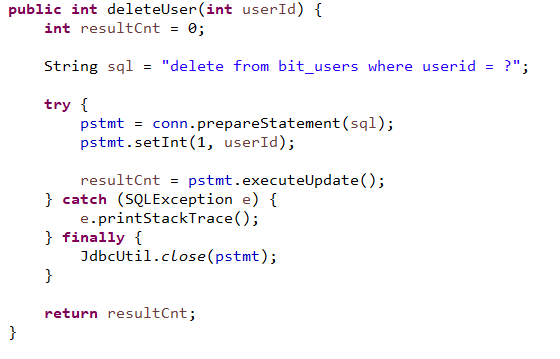 public int deleteUser(int userId) {
    int resultCnt = 0;

    String sql = "delete from bit_users where userid = ?";

    try {
        pstmt = conn.prepareStatement(sql);
        pstmt.setInt(1, userId);

        resultCnt = pstmt.executeUpdate();
    } catch (SQLException e) {
        e.printStackTrace();
    } finally {
        JdbcUtil.close(pstmt);
    }

    return resultCnt;
}